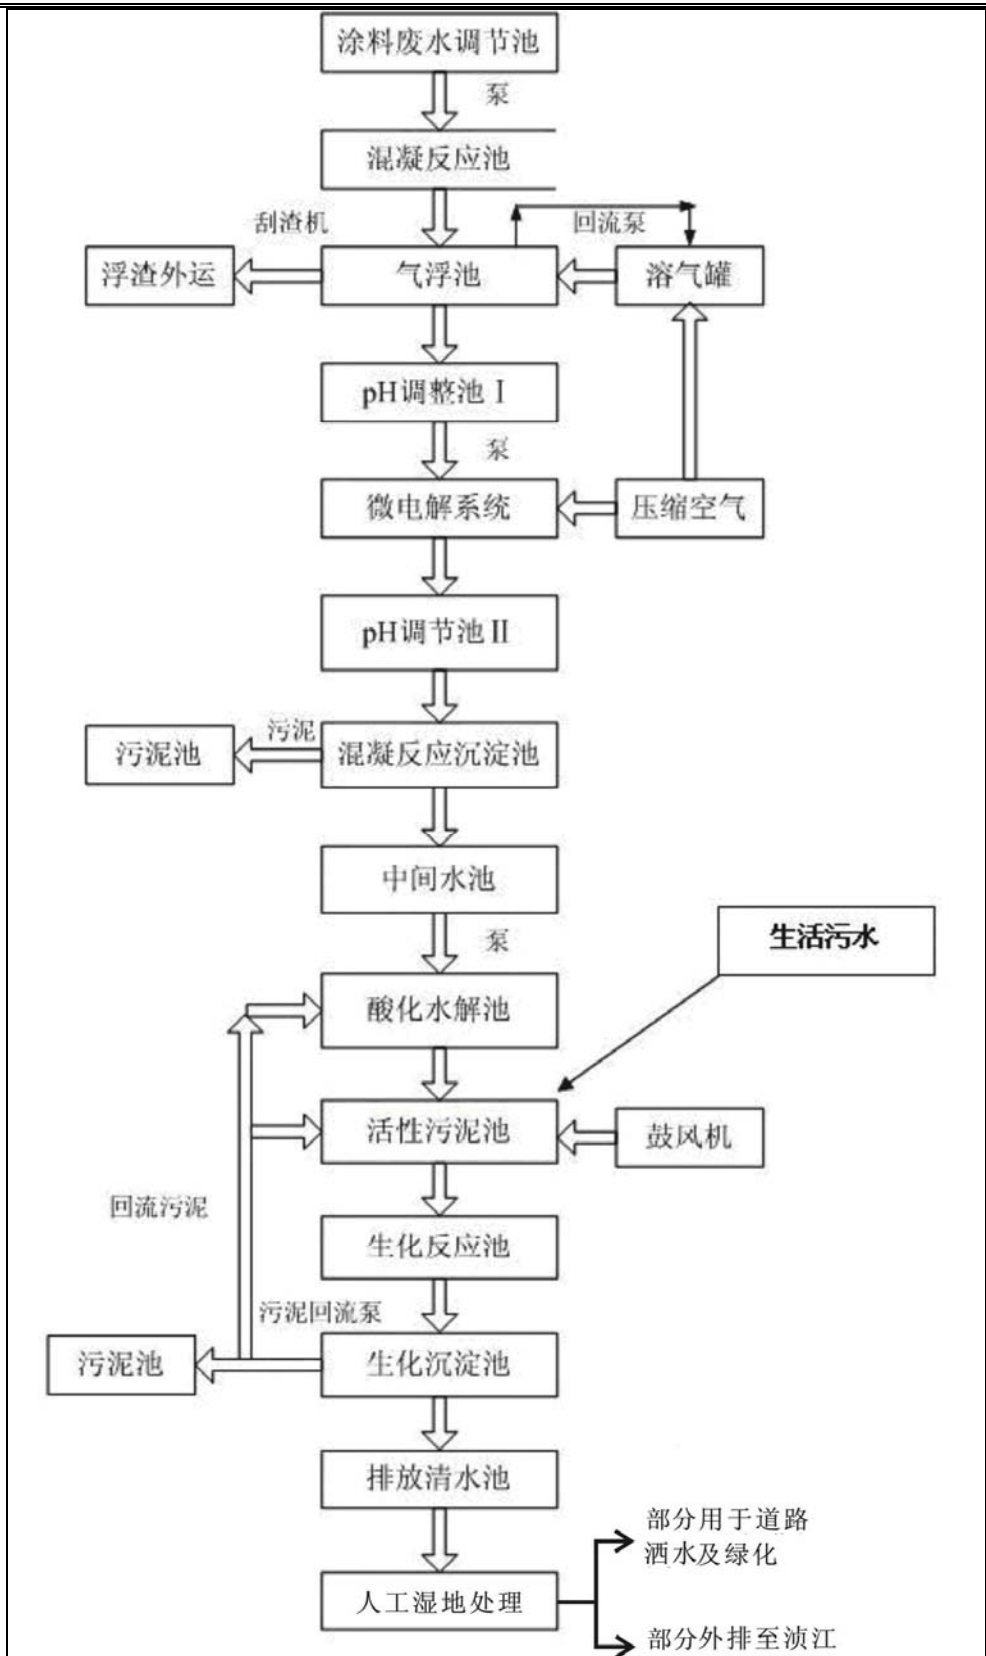 涂料废水调节池
泵
混凝反应池
刮渣机
回流泵
浮渣外运
气浮池
溶气罐
pH调整池Ⅰ
泵
微电解系统
压缩空气
pH调节池Ⅱ
污泥
污泥池
混凝反应沉淀池
中间水池
生活污水
泵
酸化水解池
活性污泥池
鼓风机
回流污泥
生化反应池
污泥回流泵
污泥池
生化沉淀池
排放清水池
部分用于道路
洒水及绿化
人工湿地处理
部分外排至浈江